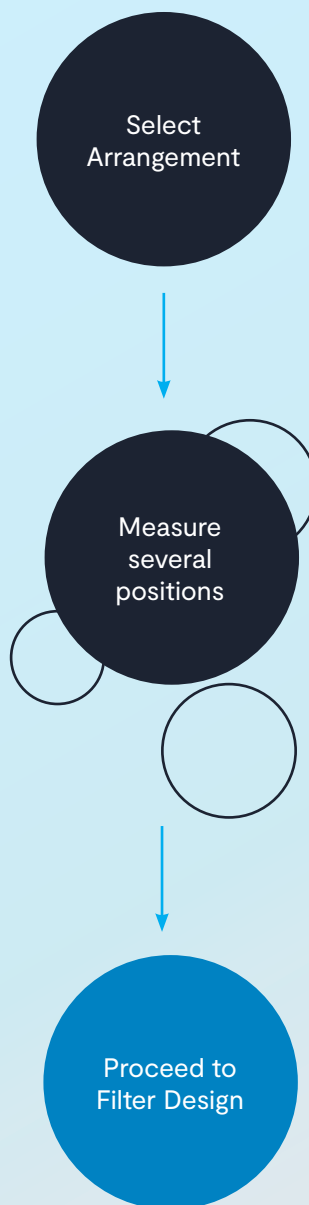 Select
Arrangement
Measure
several
positions
Proceed to
Filter Design